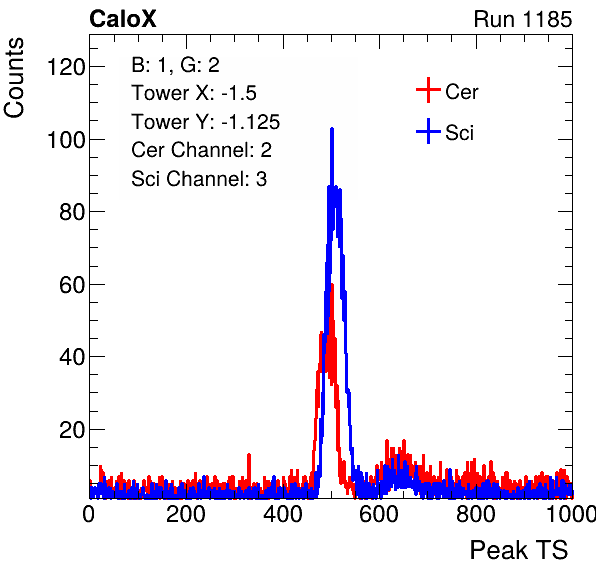 CaloX Run 1185
Counts
B: 1, G: 2
Tower X: -1.5
Tower Y: -1.125
Cer Channel: 2
Sci Channel: 3
Cer
Sci
120
100
80
60
40
20
0 200 400 600 800 1000
Peak TS